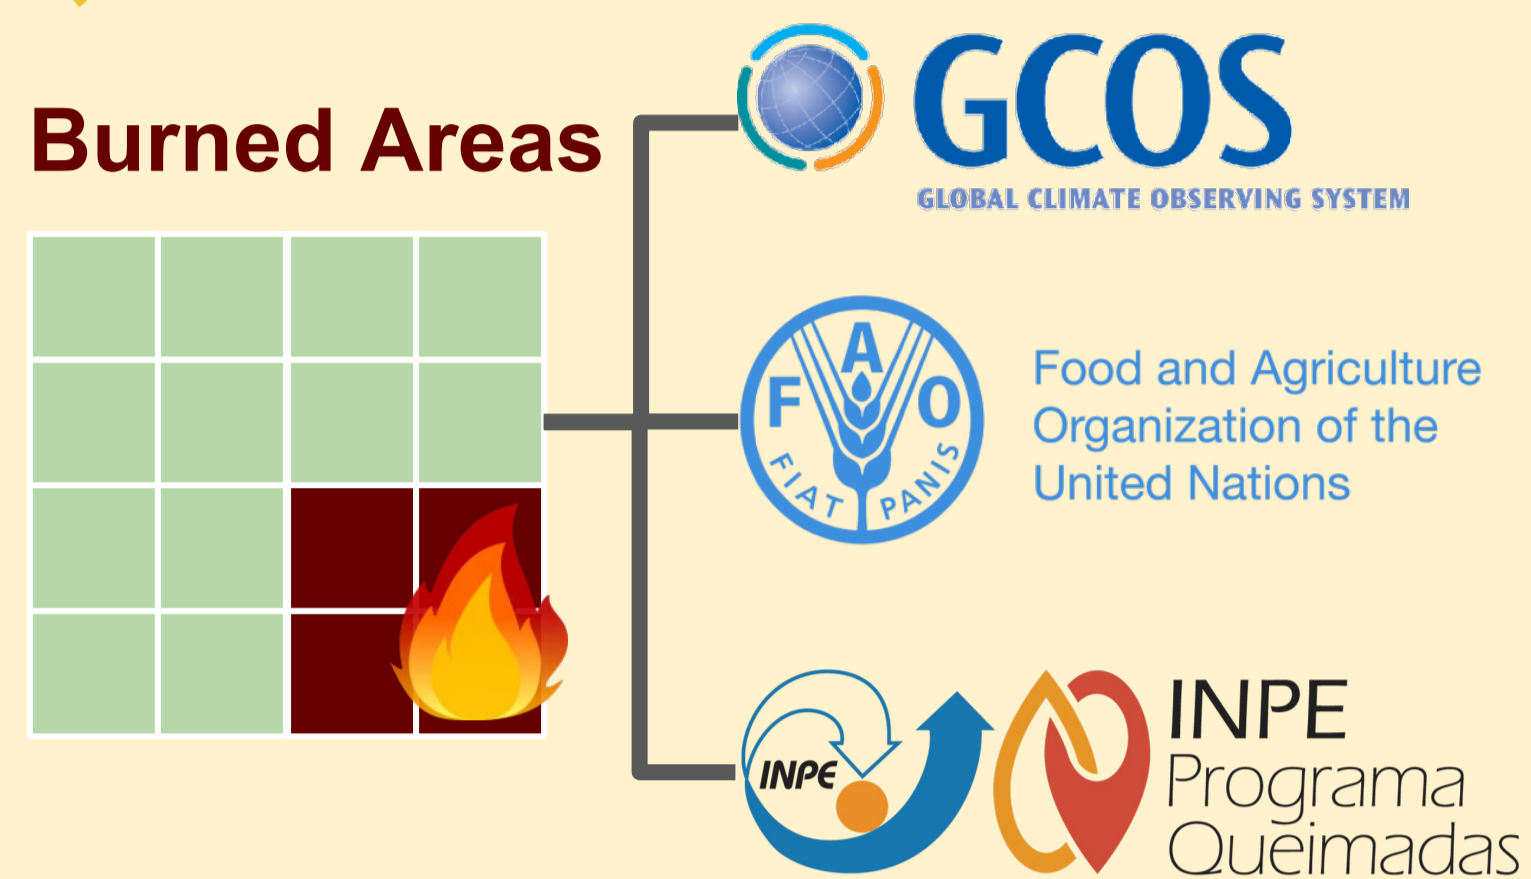 Burned Areas
GCOS
GLOBAL CLIMATE OBSERVING SYSTEM
F A O
FIAT PANIS
Food and Agriculture
Organization of the
United Nations
INPE
INPE
Programa
Queimadas